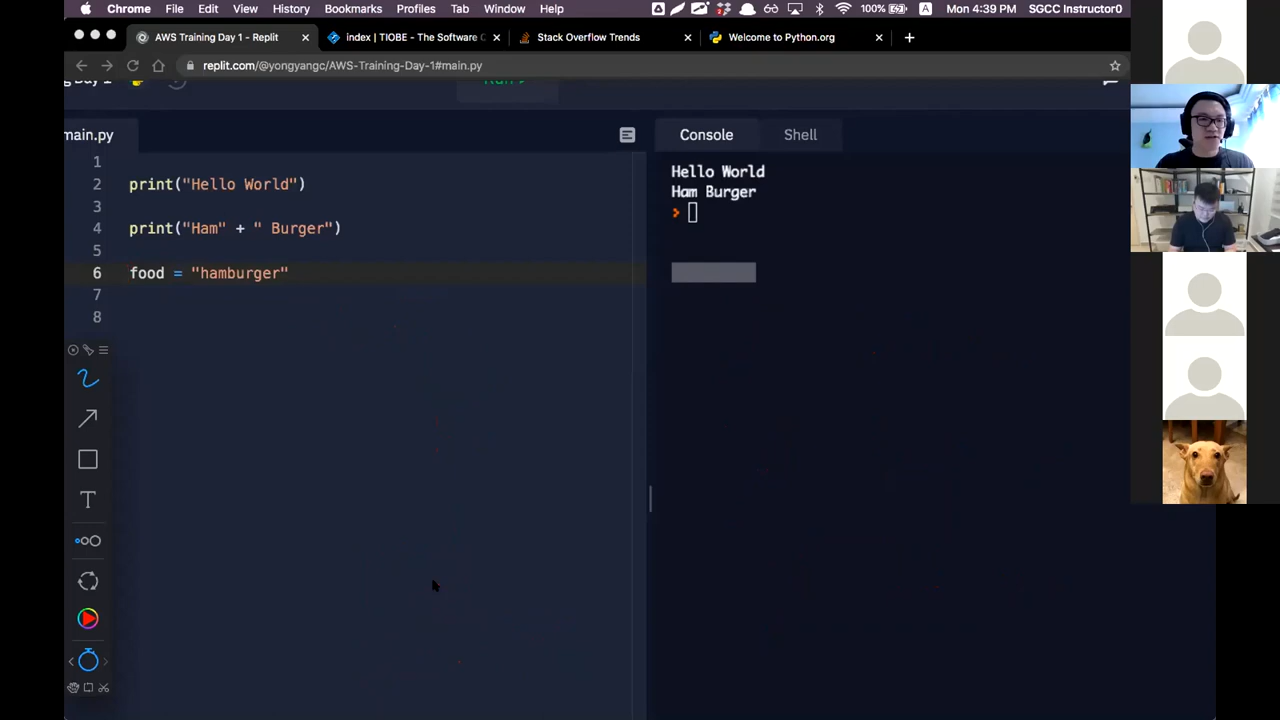 Chrome File Edit View History Bookmarks Profiles Tab Window Help 100% A Mon 4:39 PM SGCC Instructor0
AWS Training Day 1 - Replit index | TIOBE - The Software C Stack Overflow Trends Welcome to Python.org
replit.com/@yongyangc/AWS-Training-Day-1#main.py
g Day 1 Run
main.py
Console Shell
1
2 print("Hello World")
3
4 print("Ham" + " Burger")
5
6 food = "hamburger"
7
8
Hello World
Ham Burger
T